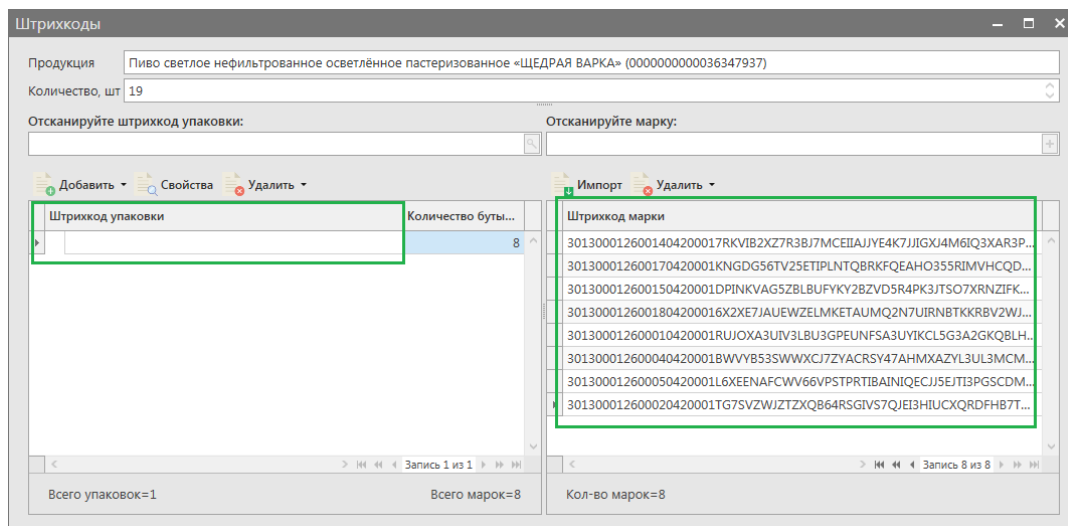 Штрихкоды
Продукция Пиво светлое нефильтрованное осветлённое пастеризованное «ЩЕДРАЯ ВАРКА» (0000000000036347937)
Количество, шт 19
Отсканируйте штрихкод упаковки: Отсканируйте марку:
Добавить Свойства Удалить Импорт Удалить
Штрихкод упаковки Количество буты... Штрихкод марки
8 301300012600140420001​7RKVIB2XZ7R3BJ7MCEIIAJJYE4K7JJIGXJ4M6IQ3XAR3P...
301300012600170420001KNGDG56TV25ETIPLNTQBRKFQEAHO355RIMVHCQD...
301300012600150420001DPINKVAG5ZBLBUFYKY2BZVD5R4PK3JTSO7XRNZIFK...
3013000126001804200016X2XE7JAUEWZELMKETAUMQ2N7UIRNBTKKRBV2WJ...
301300012600010420001RUJOXA3UIV3LBU3GPEUNFSA3UYIKCL5G3A2GKQBLH...
301300012600040420001BWVYB53SWWXCJ7ZYACRSY47AHMXAZYL3UL3MCM...
301300012600050420001L6XEENAFCWV66VPSTPRTIBAINIQECJJ5EJTI3PGSCDM...
301300012600020420001TG7SVZWJZTZXQB64RSGIVS7QJEI3HIUCXQRDFHB7T...
Запись 1 из 1 Запись 8 из 8
Всего упаковок=1 Всего марок=8 Кол-во марок=8